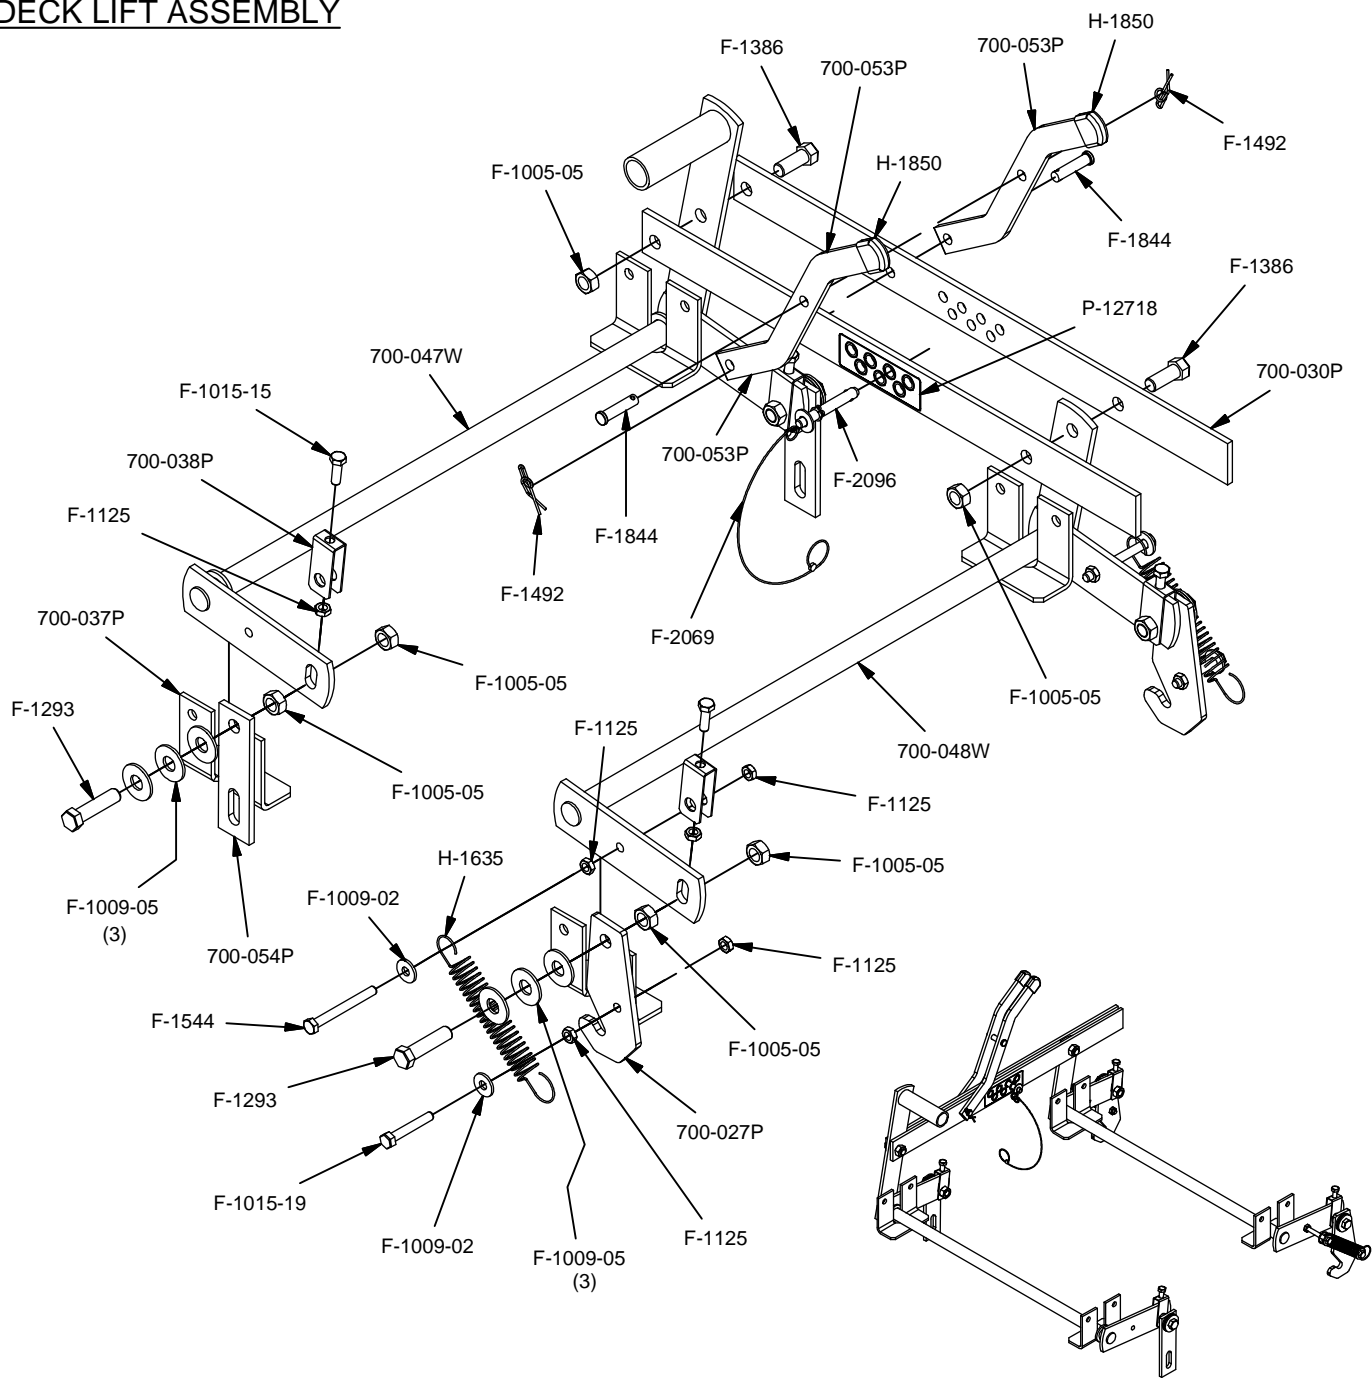 DECK LIFT ASSEMBLY
H-1850
F-1386
700-053P
700-053P
F-1492
H-1850
F-1005-05
F-1844
F-1386
P-12718
700-047W
700-030P
F-1015-15
700-038P
700-053P
F-2096
F-1125
F-1844
F-1492
700-037P
F-2069
F-1005-05
F-1005-05
F-1293
F-1125
700-048W
F-1005-05
F-1125
H-1635
F-1005-05
F-1009-02
F-1009-05
(3)
700-054P
F-1125
F-1544
F-1005-05
F-1293
700-027P
F-1015-19
F-1009-02
F-1125
F-1009-05
(3)